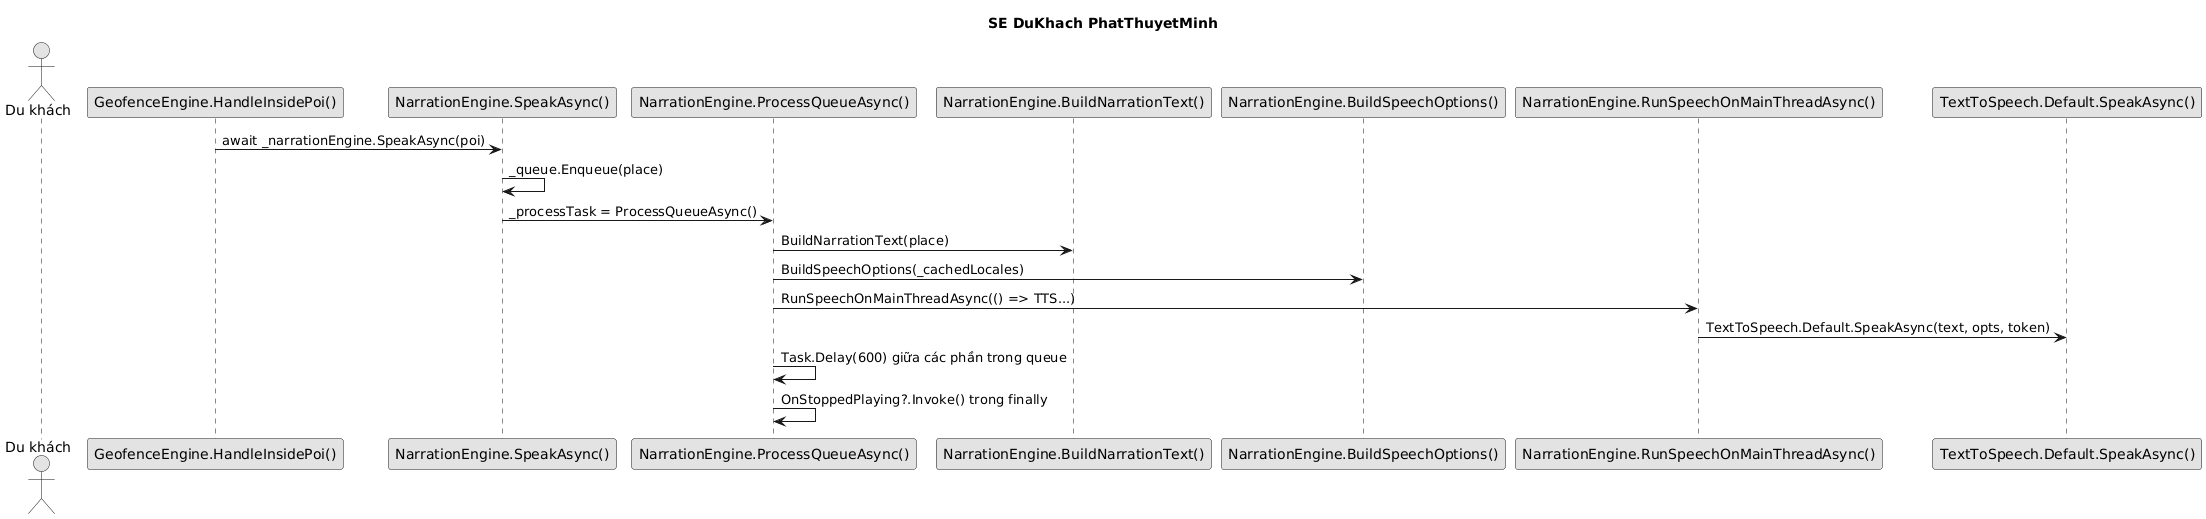 SE DuKhach PhatThuyetMinh
Du khách
GeofenceEngine.HandleInsidePoi()
NarrationEngine.SpeakAsync()
NarrationEngine.ProcessQueueAsync()
NarrationEngine.BuildNarrationText()
NarrationEngine.BuildSpeechOptions()
NarrationEngine.RunSpeechOnMainThreadAsync()
TextToSpeech.Default.SpeakAsync()
await _narrationEngine.SpeakAsync(poi)
_queue.Enqueue(place)
_processTask = ProcessQueueAsync()
BuildNarrationText(place)
BuildSpeechOptions(_cachedLocales)
RunSpeechOnMainThreadAsync(() => TTS...)
TextToSpeech.Default.SpeakAsync(text, opts, token)
Task.Delay(600) giữa các phần trong queue
OnStoppedPlaying?.Invoke() trong finally
Du khách
GeofenceEngine.HandleInsidePoi()
NarrationEngine.SpeakAsync()
NarrationEngine.ProcessQueueAsync()
NarrationEngine.BuildNarrationText()
NarrationEngine.BuildSpeechOptions()
NarrationEngine.RunSpeechOnMainThreadAsync()
TextToSpeech.Default.SpeakAsync()